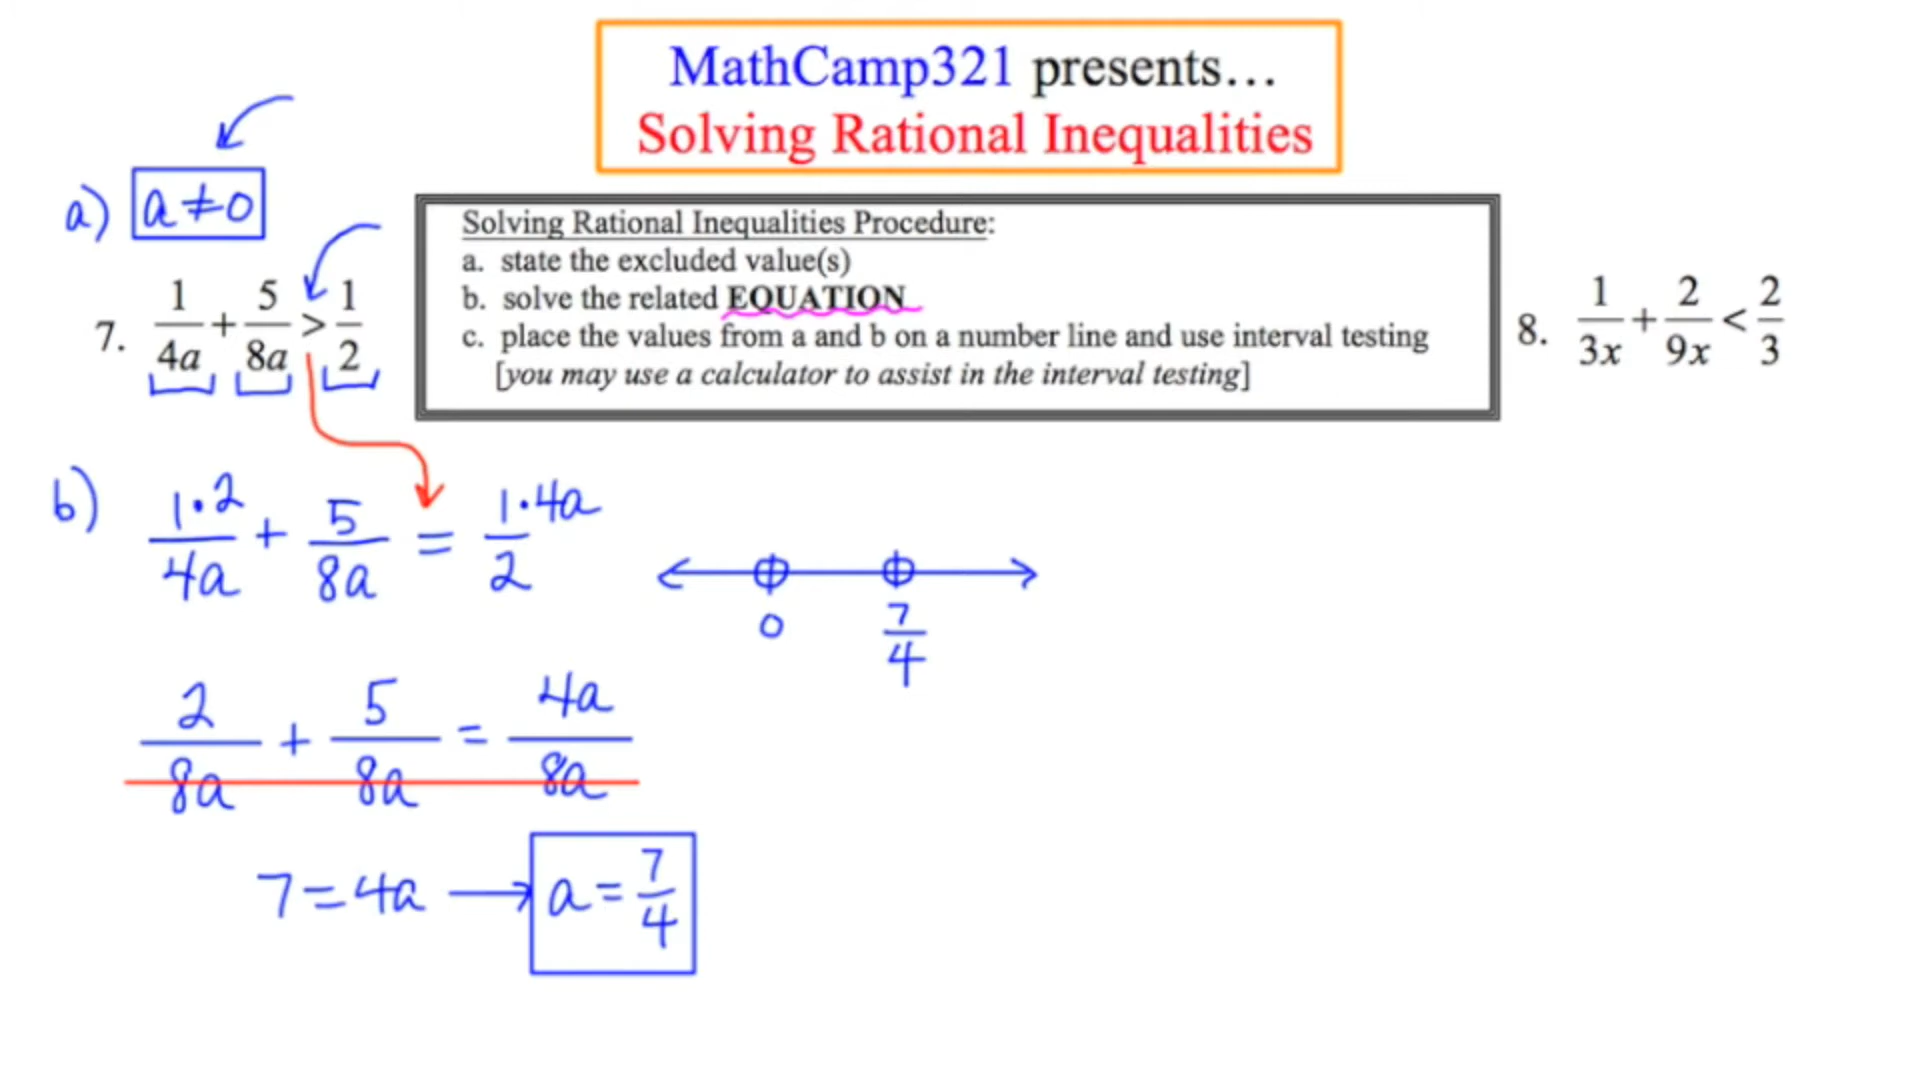 MathCamp321 presents…
Solving Rational Inequalities
a) a≠0
Solving Rational Inequalities Procedure:
a. state the excluded value(s)
b. solve the related EQUATION
c. place the values from a and b on a number line and use interval testing
[you may use a calculator to assist in the interval testing]
7. 1/4a + 5/8a > 1/2
8. 1/3x + 2/9x < 2/3
b) 1·2/4a + 5/8a = 1·4a/2
0 7/4
2/8a + 5/8a = 4a/8a
7=4a → a=7/4